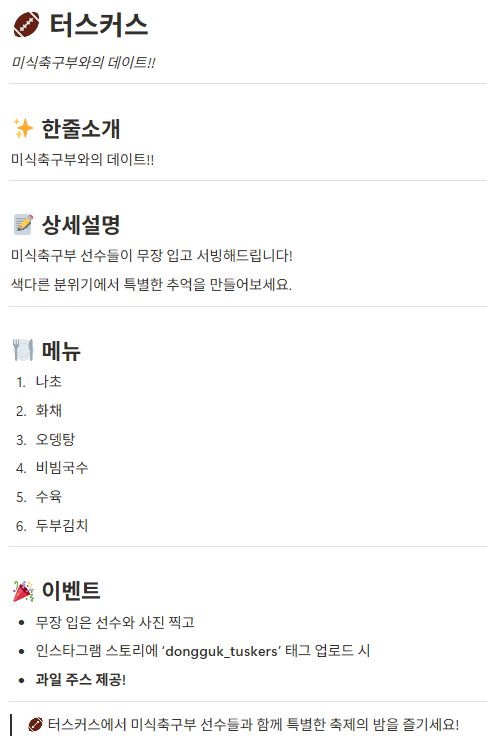 🏈 터스커스
미식축구부와의 데이트!!
✨ 한줄소개
미식축구부와의 데이트!!
📝 상세설명
미식축구부 선수들이 무장 입고 서빙해드립니다!
색다른 분위기에서 특별한 추억을 만들어보세요.
🍽️ 메뉴
1. 나초
2. 화채
3. 오뎅탕
4. 비빔국수
5. 수육
6. 두부김치
🎉 이벤트
• 무장 입은 선수와 사진 찍고
• 인스타그램 스토리에 ‘dongguk_tuskers’ 태그 업로드 시
• 과일 주스 제공!
🏈 터스커스에서 미식축구부 선수들과 함께 특별한 축제의 밤을 즐기세요!